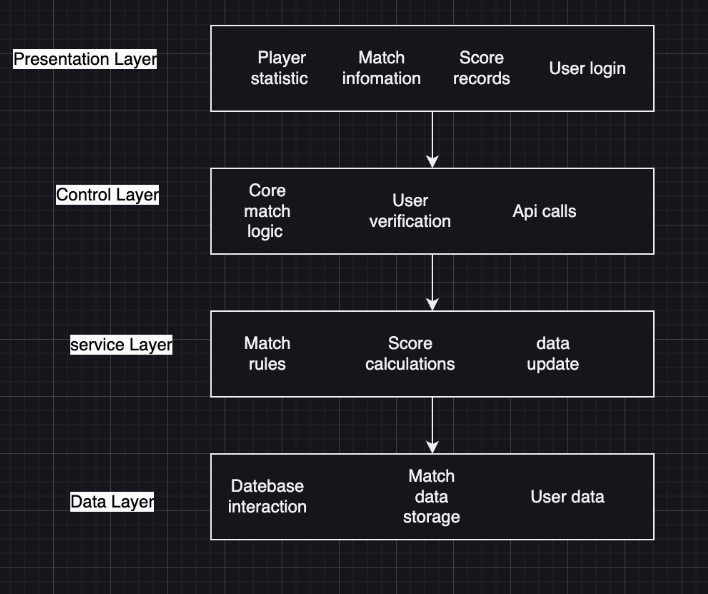 Presentation Layer
Player
statistic
Match
infomation
Score
records
User login
Control Layer
Core
match
logic
User
verification
Api calls
service Layer
Match
rules
Score
calculations
data
update
Data Layer
Datebase
interaction
Match
data
storage
User data